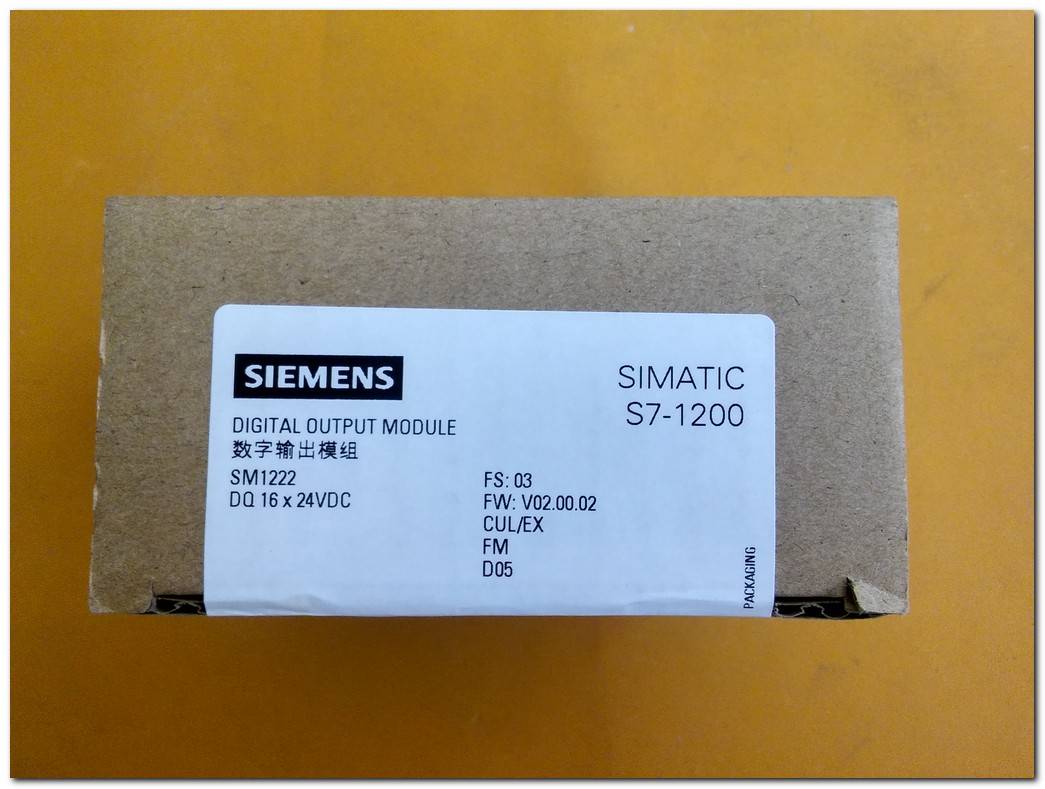 SIEMENS
SIMATIC
S7-1200
DIGITAL OUTPUT MODULE
数字输出模组
SM1222
DQ 16 x 24VDC
FS: 03
FW: V02.00.02
CUL/EX
FM
D05
PACKAGING